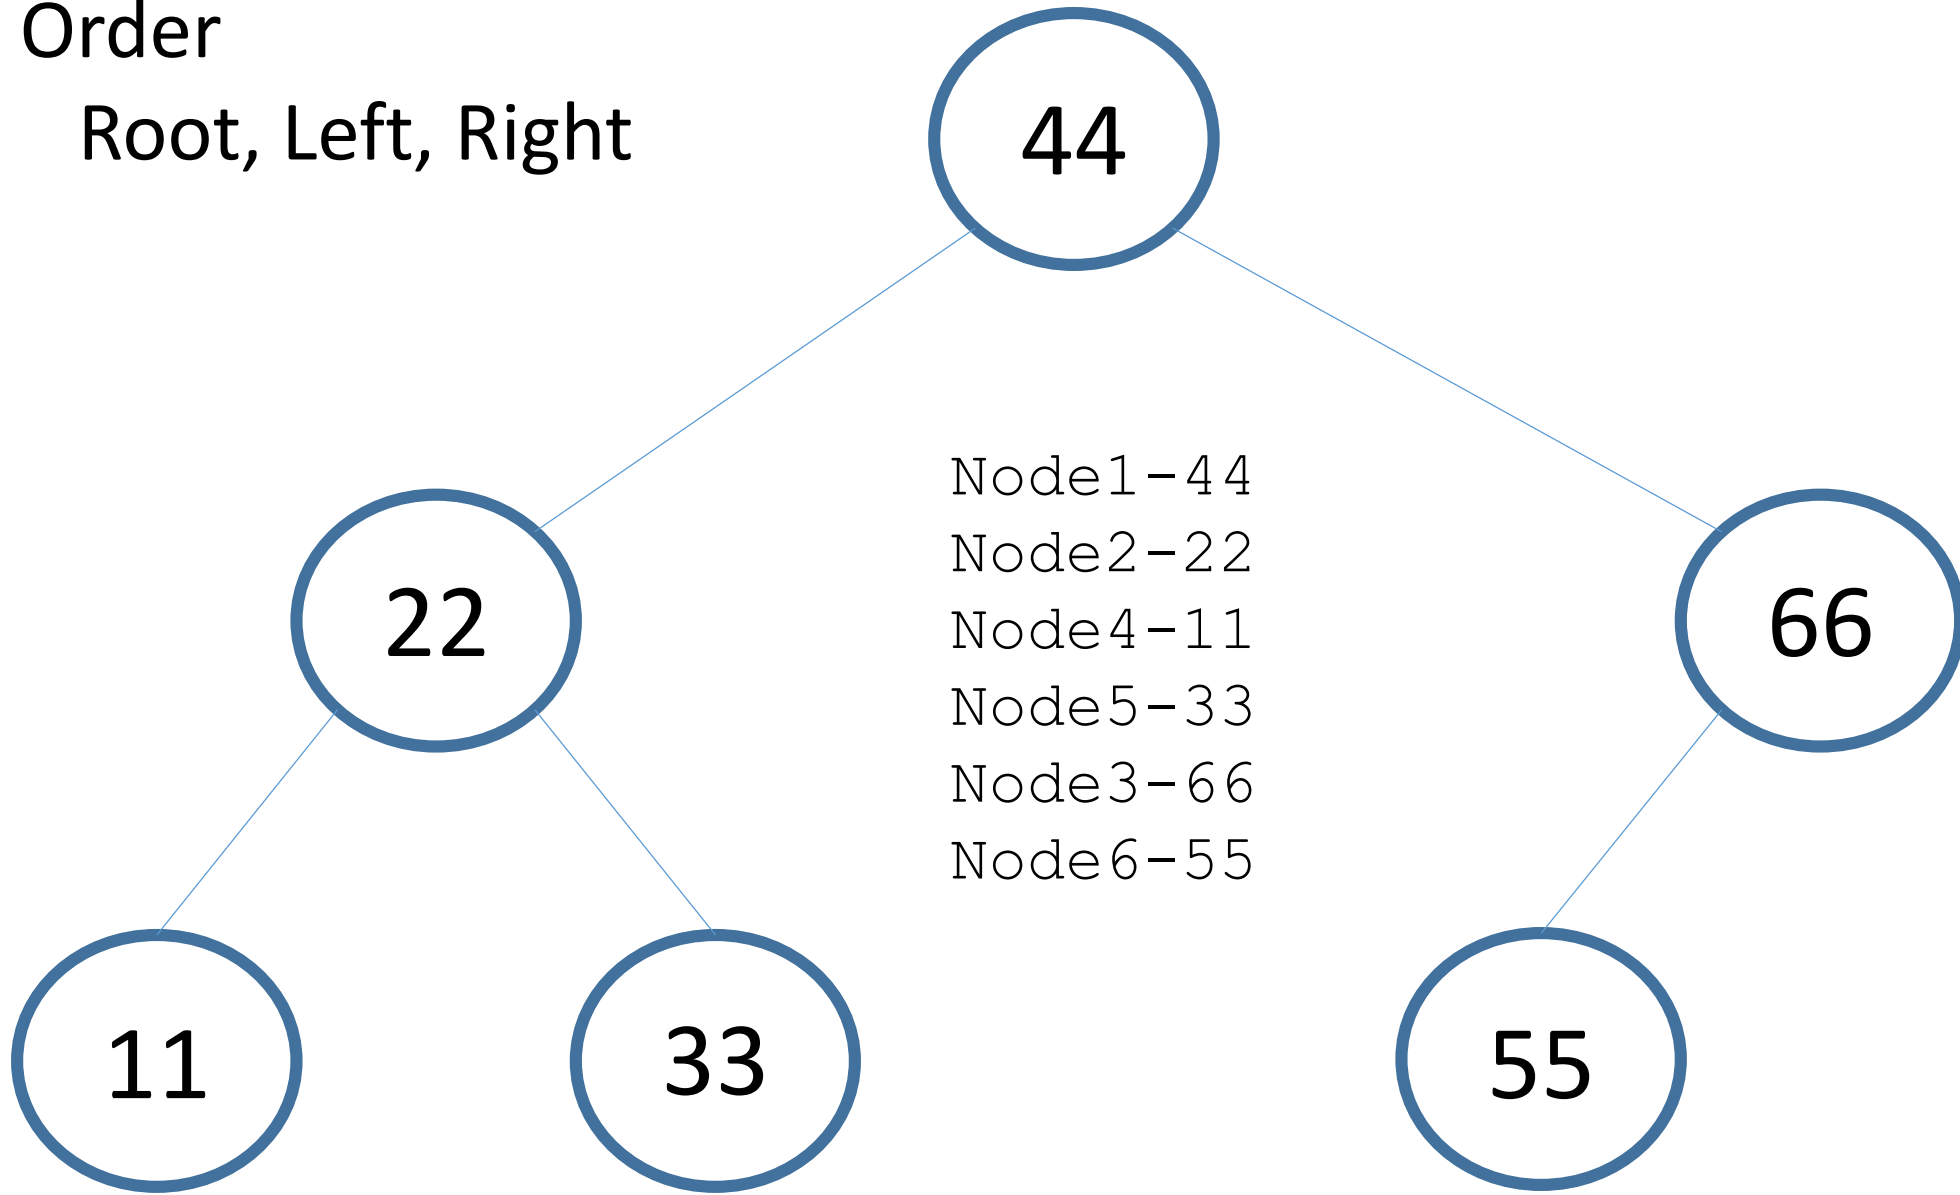 Order
Root, Left, Right
44
Node1-44
Node2-22
Node4-11
Node5-33
Node3-66
Node6-55
22
66
11
33
55